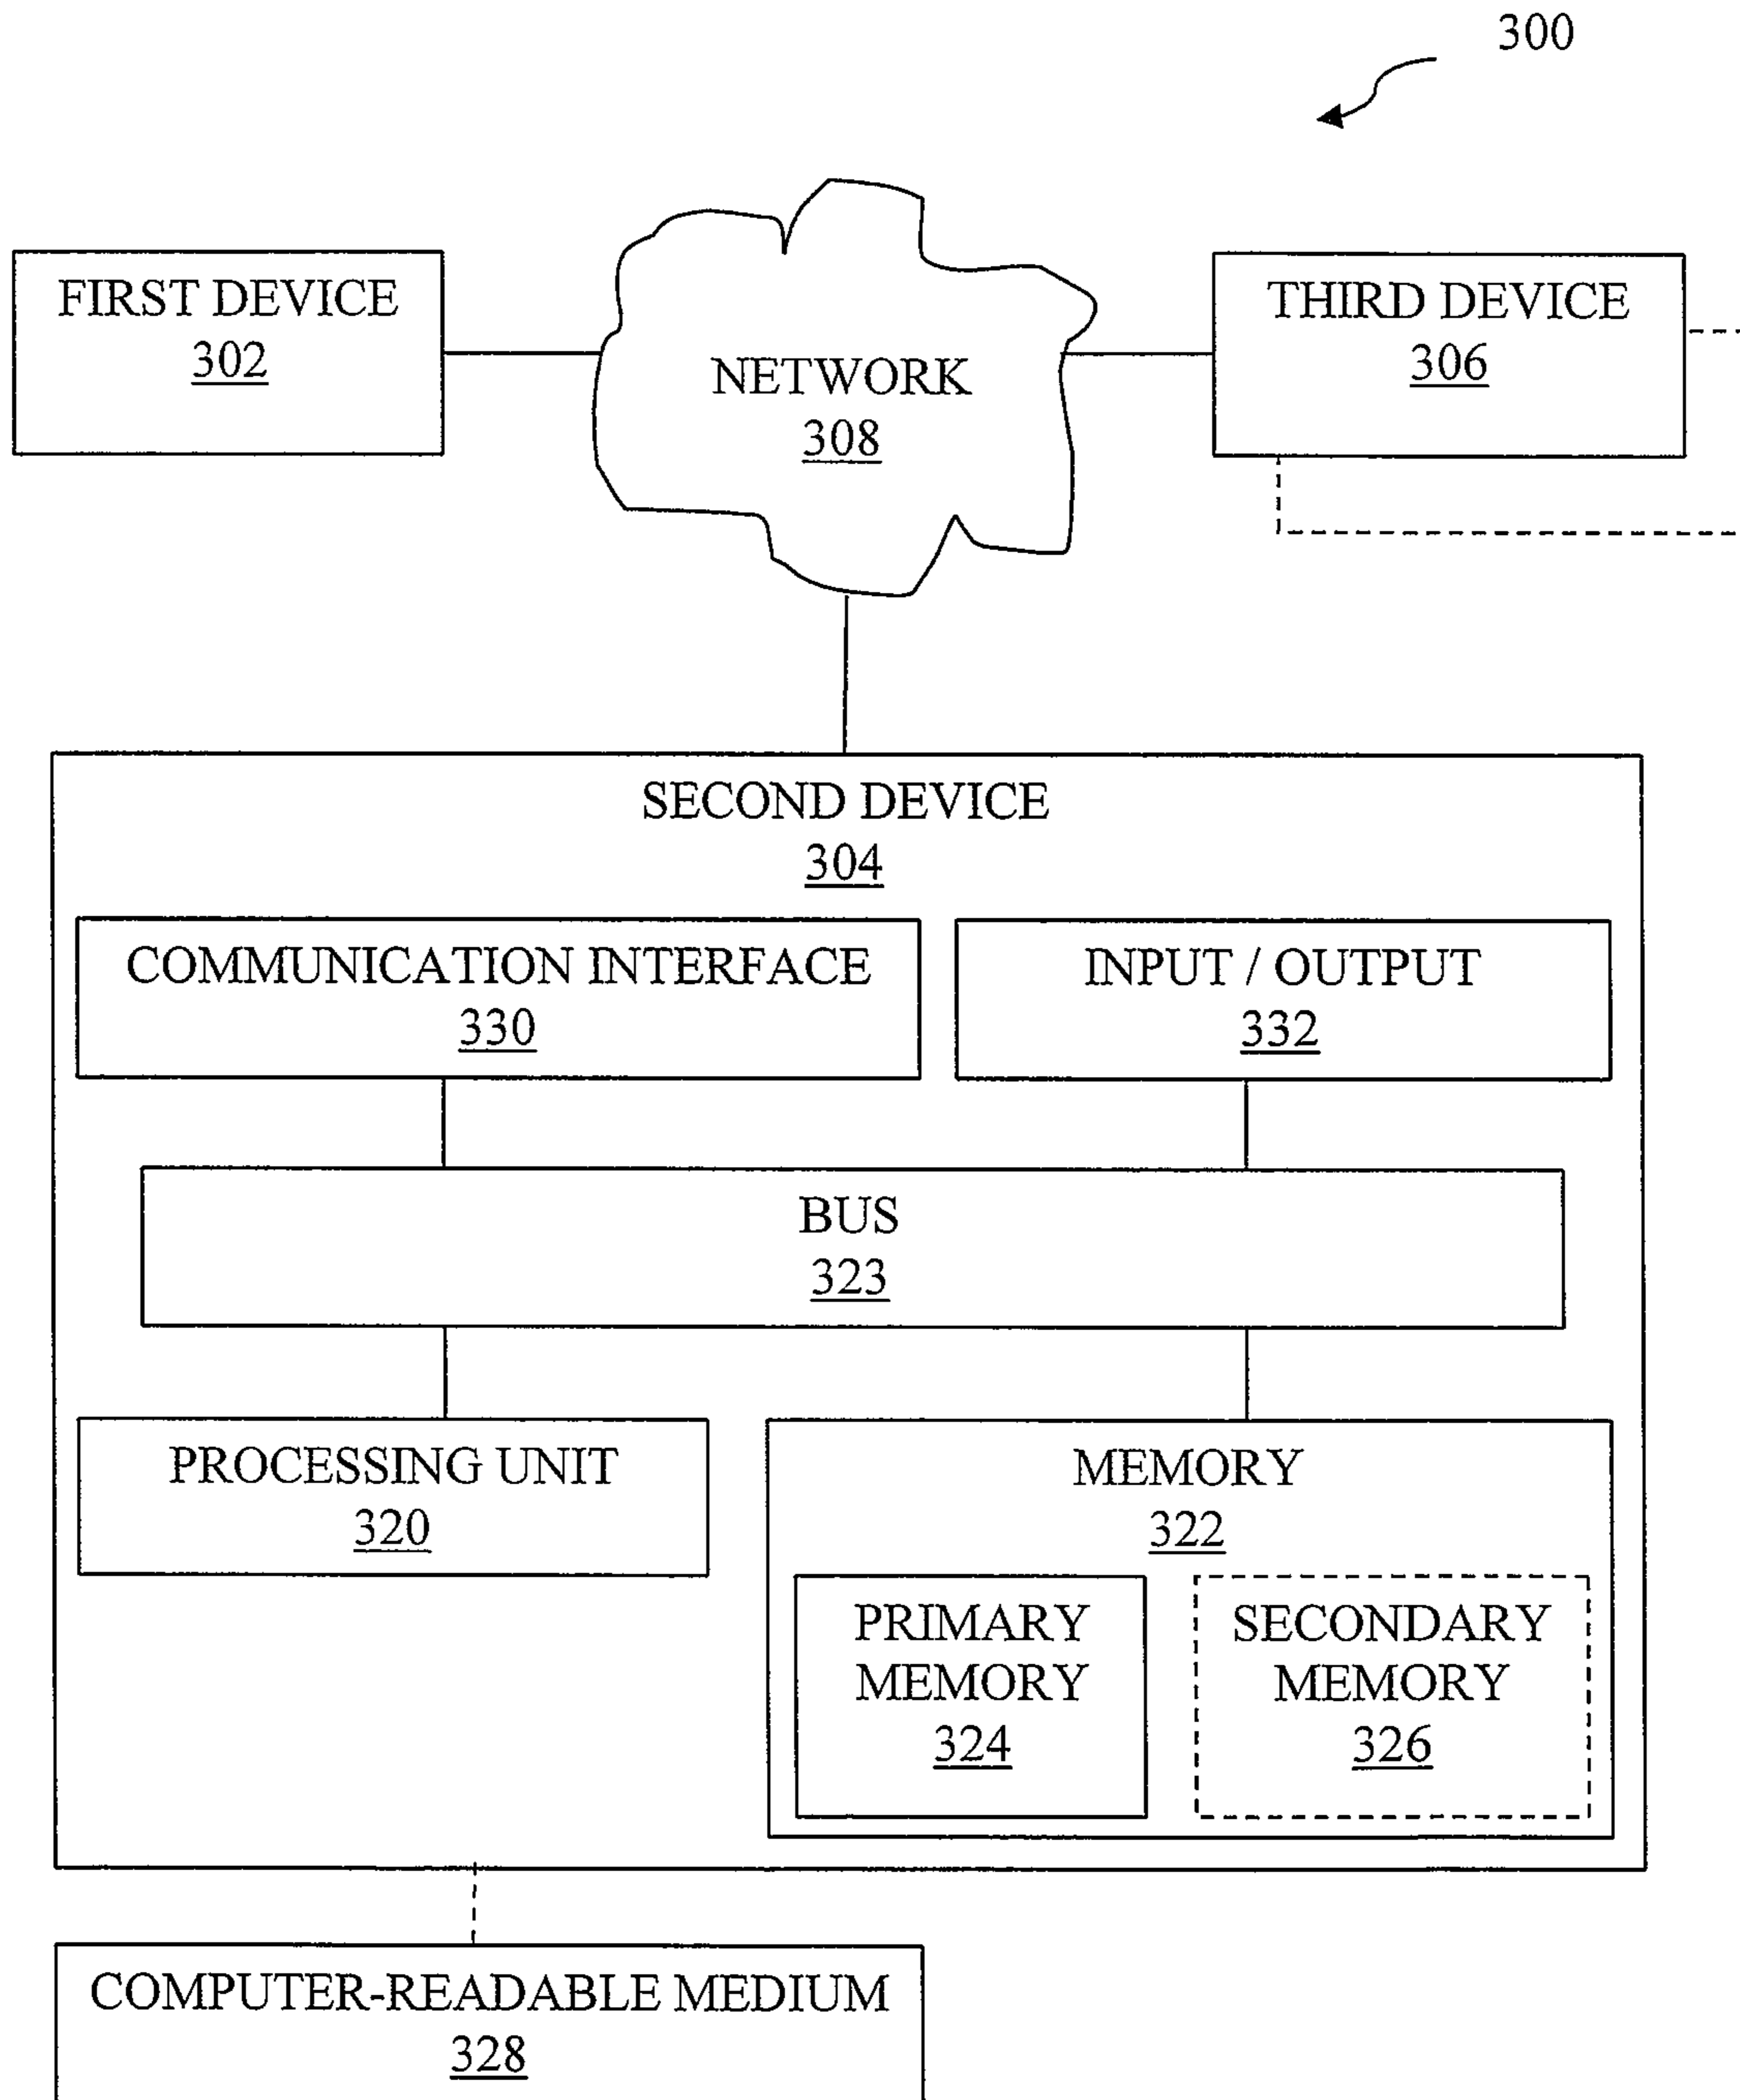 300
FIRST DEVICE
302
NETWORK
308
THIRD DEVICE
306
SECOND DEVICE
304
COMMUNICATION INTERFACE
330
INPUT / OUTPUT
332
BUS
323
PROCESSING UNIT
320
MEMORY
322
PRIMARY
MEMORY
324
SECONDARY
MEMORY
326
COMPUTER-READABLE MEDIUM
328